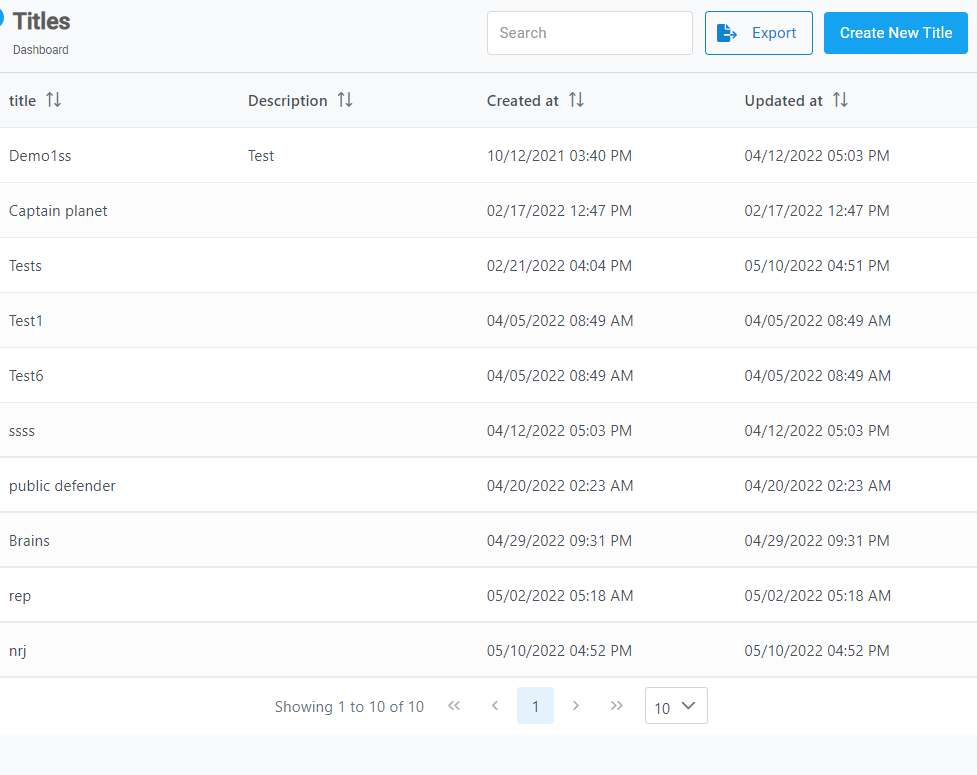 Titles
Dashboard
Search
Export
Create New Title
title Description Created at Updated at
Demo1ss Test 10/12/2021 03:40 PM 04/12/2022 05:03 PM
Captain planet 02/17/2022 12:47 PM 02/17/2022 12:47 PM
Tests 02/21/2022 04:04 PM 05/10/2022 04:51 PM
Test1 04/05/2022 08:49 AM 04/05/2022 08:49 AM
Test6 04/05/2022 08:49 AM 04/05/2022 08:49 AM
ssss 04/12/2022 05:03 PM 04/12/2022 05:03 PM
public defender 04/20/2022 02:23 AM 04/20/2022 02:23 AM
Brains 04/29/2022 09:31 PM 04/29/2022 09:31 PM
rep 05/02/2022 05:18 AM 05/02/2022 05:18 AM
nrj 05/10/2022 04:52 PM 05/10/2022 04:52 PM
Showing 1 to 10 of 10 1 10